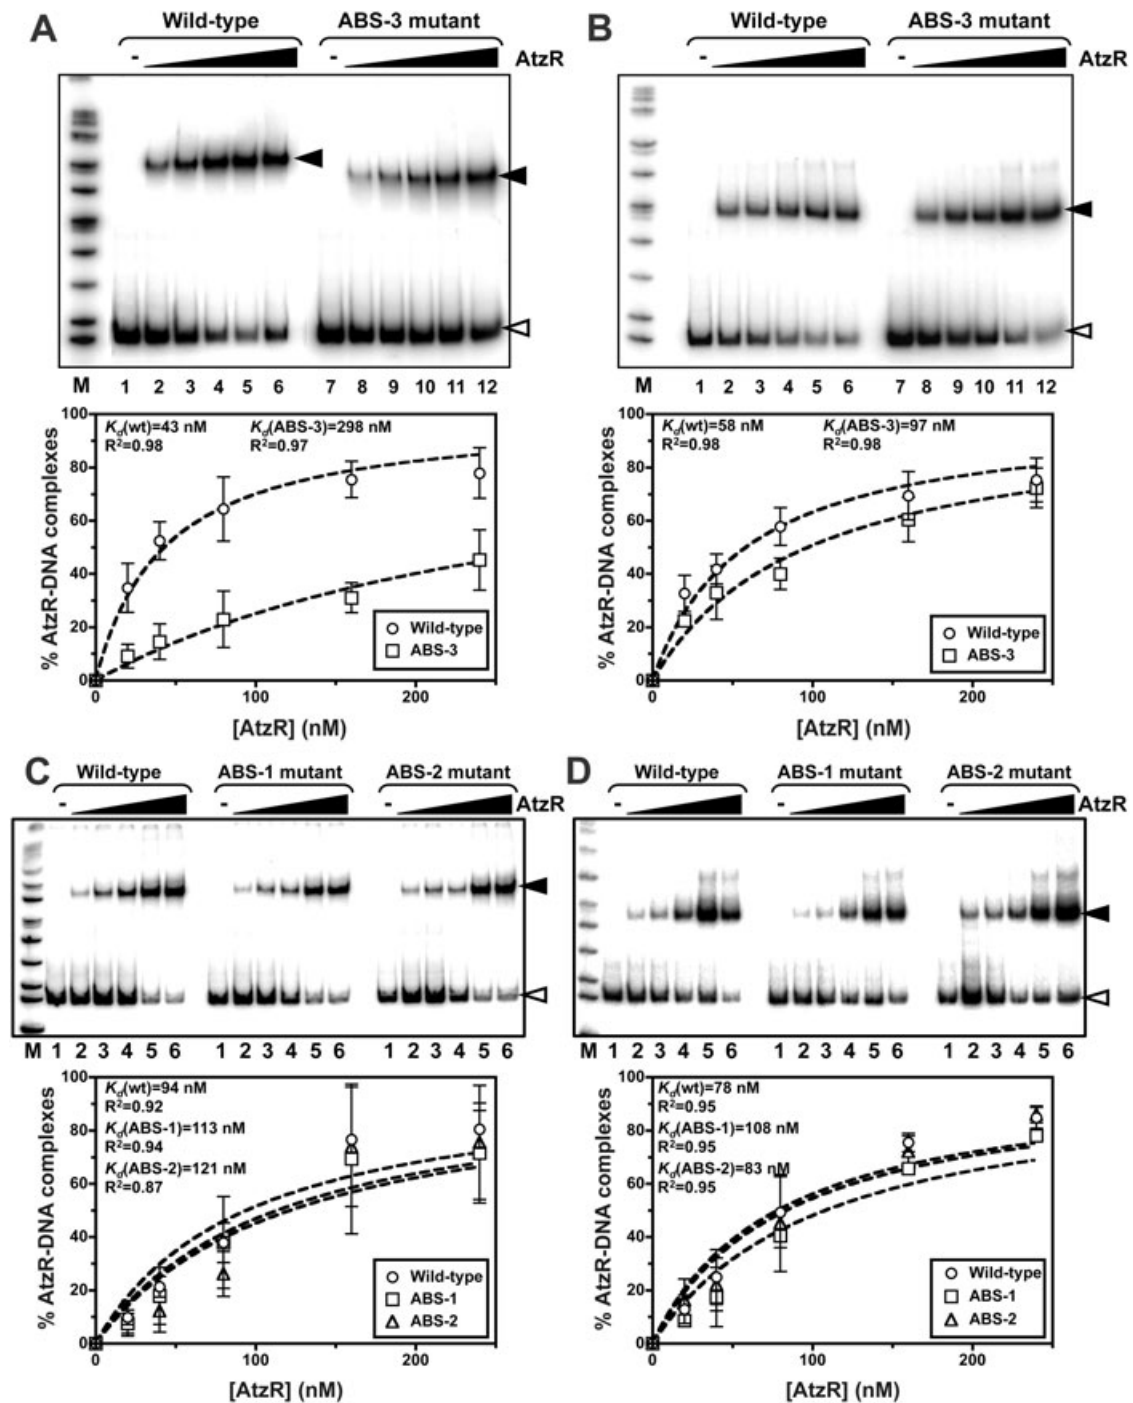 A
Wild-type ABS-3 mutant
- - AtzR
M 1 2 3 4 5 6 7 8 9 10 11 12
K_d(wt)=43 nM K_d(ABS-3)=298 nM
R²=0.98 R²=0.97
% AtzR-DNA complexes
100
80
60
40
20
0
Wild-type
ABS-3
0 100 200
[AtzR] (nM)
B
Wild-type ABS-3 mutant
- - AtzR
M 1 2 3 4 5 6 7 8 9 10 11 12
K_d(wt)=58 nM K_d(ABS-3)=97 nM
R²=0.98 R²=0.98
% AtzR-DNA complexes
100
80
60
40
20
0
Wild-type
ABS-3
0 100 200
[AtzR] (nM)
C
Wild-type ABS-1 mutant ABS-2 mutant
- - - AtzR
M 1 2 3 4 5 6 1 2 3 4 5 6 1 2 3 4 5 6
K_d(wt)=94 nM
R²=0.92
K_d(ABS-1)=113 nM
R²=0.94
K_d(ABS-2)=121 nM
R²=0.87
% AtzR-DNA complexes
100
80
60
40
20
0
Wild-type
ABS-1
ABS-2
0 100 200
[AtzR] (nM)
D
Wild-type ABS-1 mutant ABS-2 mutant
- - - AtzR
M 1 2 3 4 5 6 1 2 3 4 5 6 1 2 3 4 5 6
K_d(wt)=78 nM
R²=0.95
K_d(ABS-1)=108 nM
R²=0.95
K_d(ABS-2)=83 nM
R²=0.95
% AtzR-DNA complexes
100
80
60
40
20
0
Wild-type
ABS-1
ABS-2
0 100 200
[AtzR] (nM)